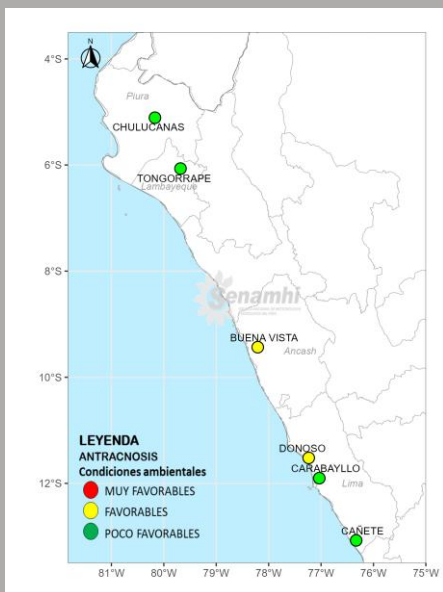 N
4°S
Piura
CHULUCANAS
6°S
TONGORRAPE
Lambayeque
8°S
Senamhi
BUENA VISTA
Ancash
10°S
DONOSO
LEYENDA
CARABAYLLO
ANTRACNOSIS
Condiciones ambientales
Lima
12°S
MUY FAVORABLES
FAVORABLES
CAÑETE
POCO FAVORABLES
81°W 80°W 79°W 78°W 77°W 76°W 75°W